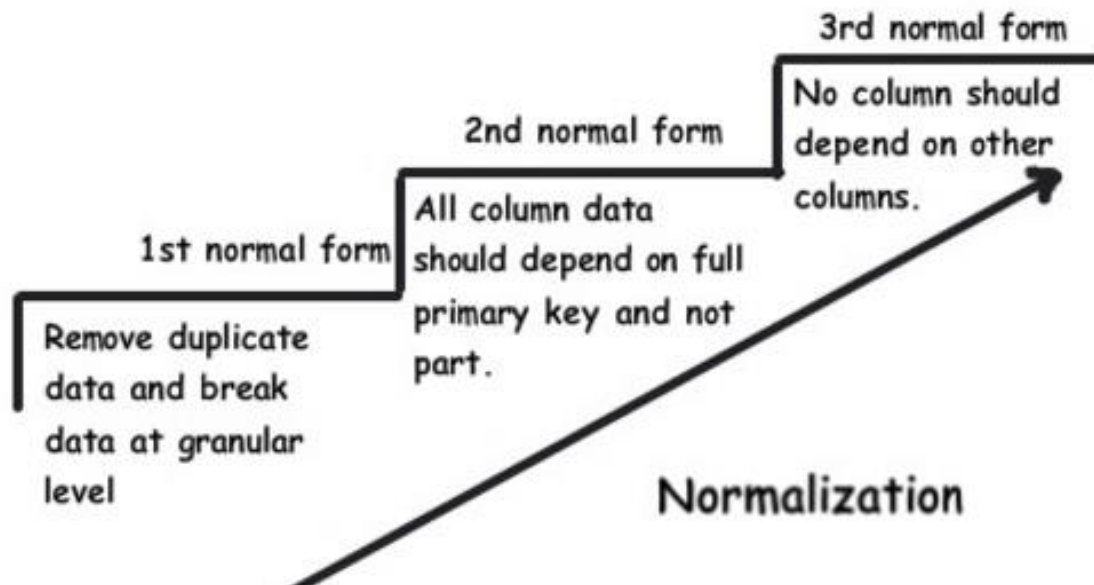 3rd normal form
No column should
depend on other
columns.
2nd normal form
All column data
should depend on full
primary key and not
part.
1st normal form
Remove duplicate
data and break
data at granular
level
Normalization